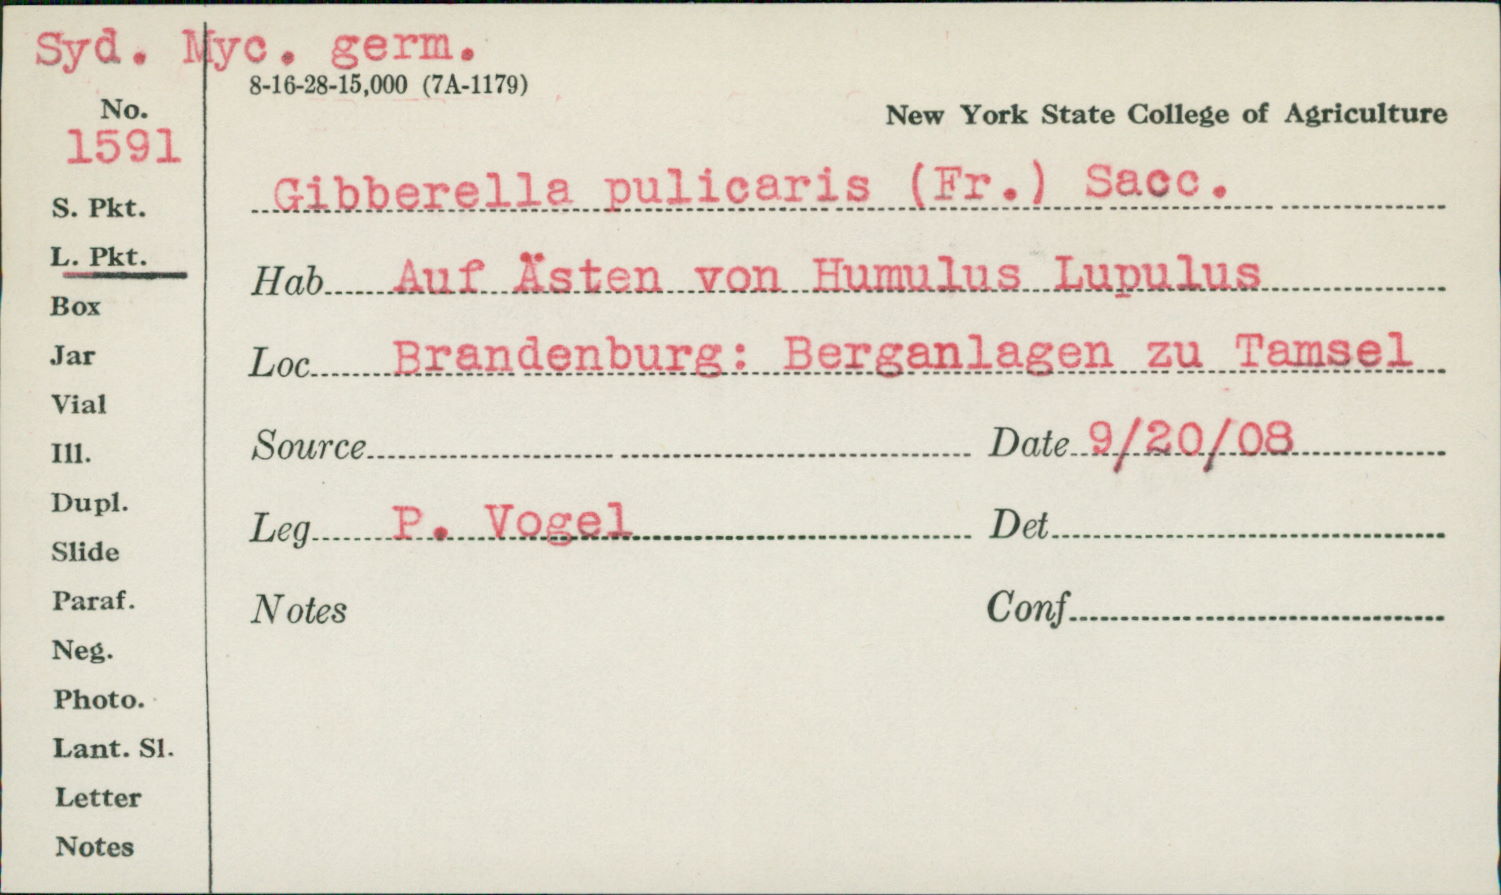 Syd. Myc. germ.
8-16-28-15,000 (7A-1179)
New York State College of Agriculture
No.
1591
S. Pkt.
L. Pkt.
Box
Jar
Vial
Ill.
Dupl.
Slide
Paraf.
Neg.
Photo.
Lant. Sl.
Letter
Notes
Gibberella pulicaris (Fr.) Sacc.
Hab Auf Ästen von Humulus Lupulus
Loc Brandenburg: Berganlagen zu Tamsel
Source Date 9/20/08
Leg P. Vogel Det
Notes Conf